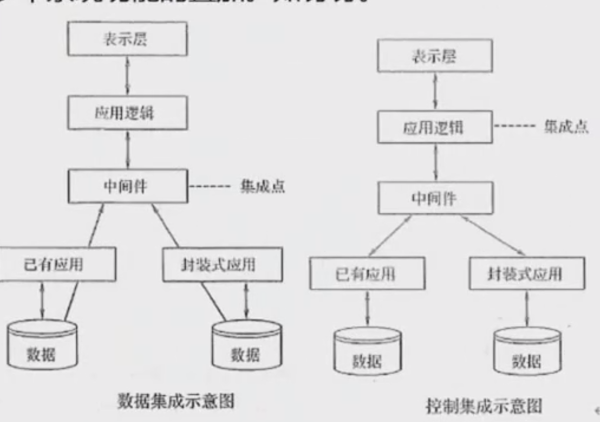 表示层
应用逻辑
中间件
集成点
已有应用
封装式应用
数据
数据
数据集成示意图
表示层
应用逻辑
集成点
中间件
已有应用
封装式应用
数据
数据
控制集成示意图